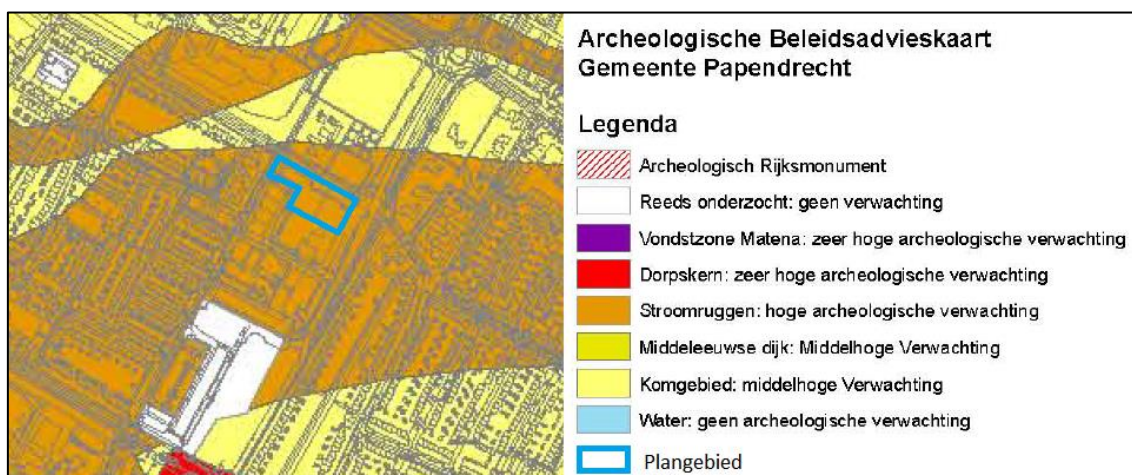 Archeologische Beleidsadvieskaart
Gemeente Papendrecht
Legenda
Archeologisch Rijksmonument
Reeds onderzocht: geen verwachting
Vondstzone Matena: zeer hoge archeologische verwachting
Dorpskern: zeer hoge archeologische verwachting
Stroomruggen: hoge archeologische verwachting
Middeleeuwse dijk: Middelhoge Verwachting
Komgebied: middelhoge Verwachting
Water: geen archeologische verwachting
Plangebied